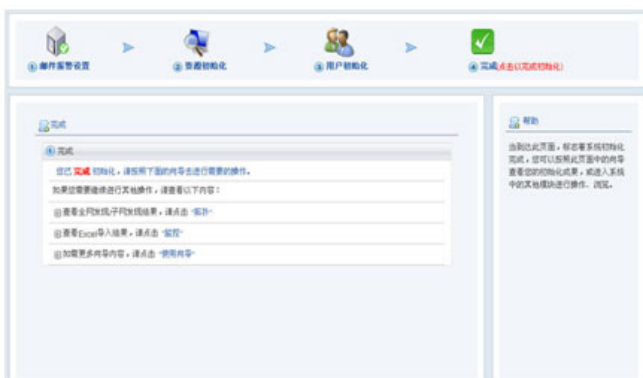 ① 邮件报警设置
② 资源初始化
③ 用户初始化
④ 完成(点击以完成初始化)
完成
④ 完成
您已 完成 初始化，请按照下面的向导去进行需要的操作。
如果您需要继续进行其他操作，请查看以下内容：
查看全网发现/子网发现结果，请点击 "拓扑"
查看Excel导入结果，请点击 "监控"
如需更多向导内容，请点击 "使用向导"
帮助
当到达此页面，标志着系统初始化
完成，您可以按照此页面中的向导
查看您的初始化成果，或进入系统
中的其他模块进行操作、浏览。